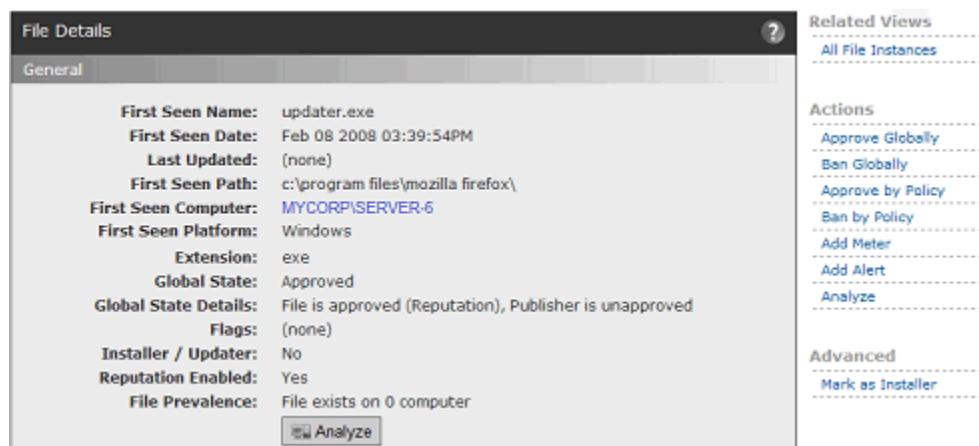 File Details
?
General
First Seen Name: updater.exe
First Seen Date: Feb 08 2008 03:39:54PM
Last Updated: (none)
First Seen Path: c:\program files\mozilla firefox\
First Seen Computer: MYCORP\SERVER-6
First Seen Platform: Windows
Extension: exe
Global State: Approved
Global State Details: File is approved (Reputation), Publisher is unapproved
Flags: (none)
Installer / Updater: No
Reputation Enabled: Yes
File Prevalence: File exists on 0 computer
Analyze
Related Views
All File Instances
Actions
Approve Globally
Ban Globally
Approve by Policy
Ban by Policy
Add Meter
Add Alert
Analyze
Advanced
Mark as Installer